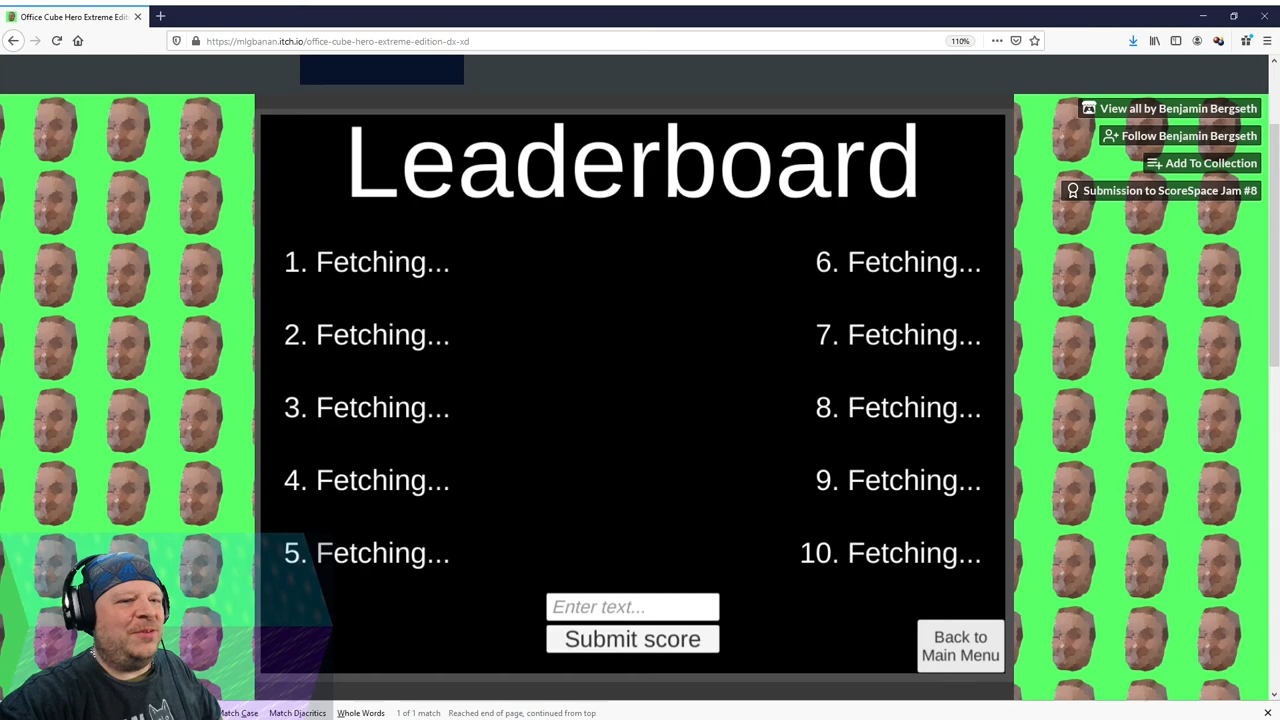 Office Cube Hero Extreme Edit
https://mlgbanan.itch.io/office-cube-hero-extreme-edition-dx-xd
110%
View all by Benjamin Bergseth
Follow Benjamin Bergseth
Add To Collection
Submission to ScoreSpace Jam #8
Leaderboard
1. Fetching...
2. Fetching...
3. Fetching...
4. Fetching...
5. Fetching...
6. Fetching...
7. Fetching...
8. Fetching...
9. Fetching...
10. Fetching...
Enter text...
Submit score
Back to
Main Menu
Match Case
Match Diacritics
Whole Words
1 of 1 match
Reached end of page, continued from top